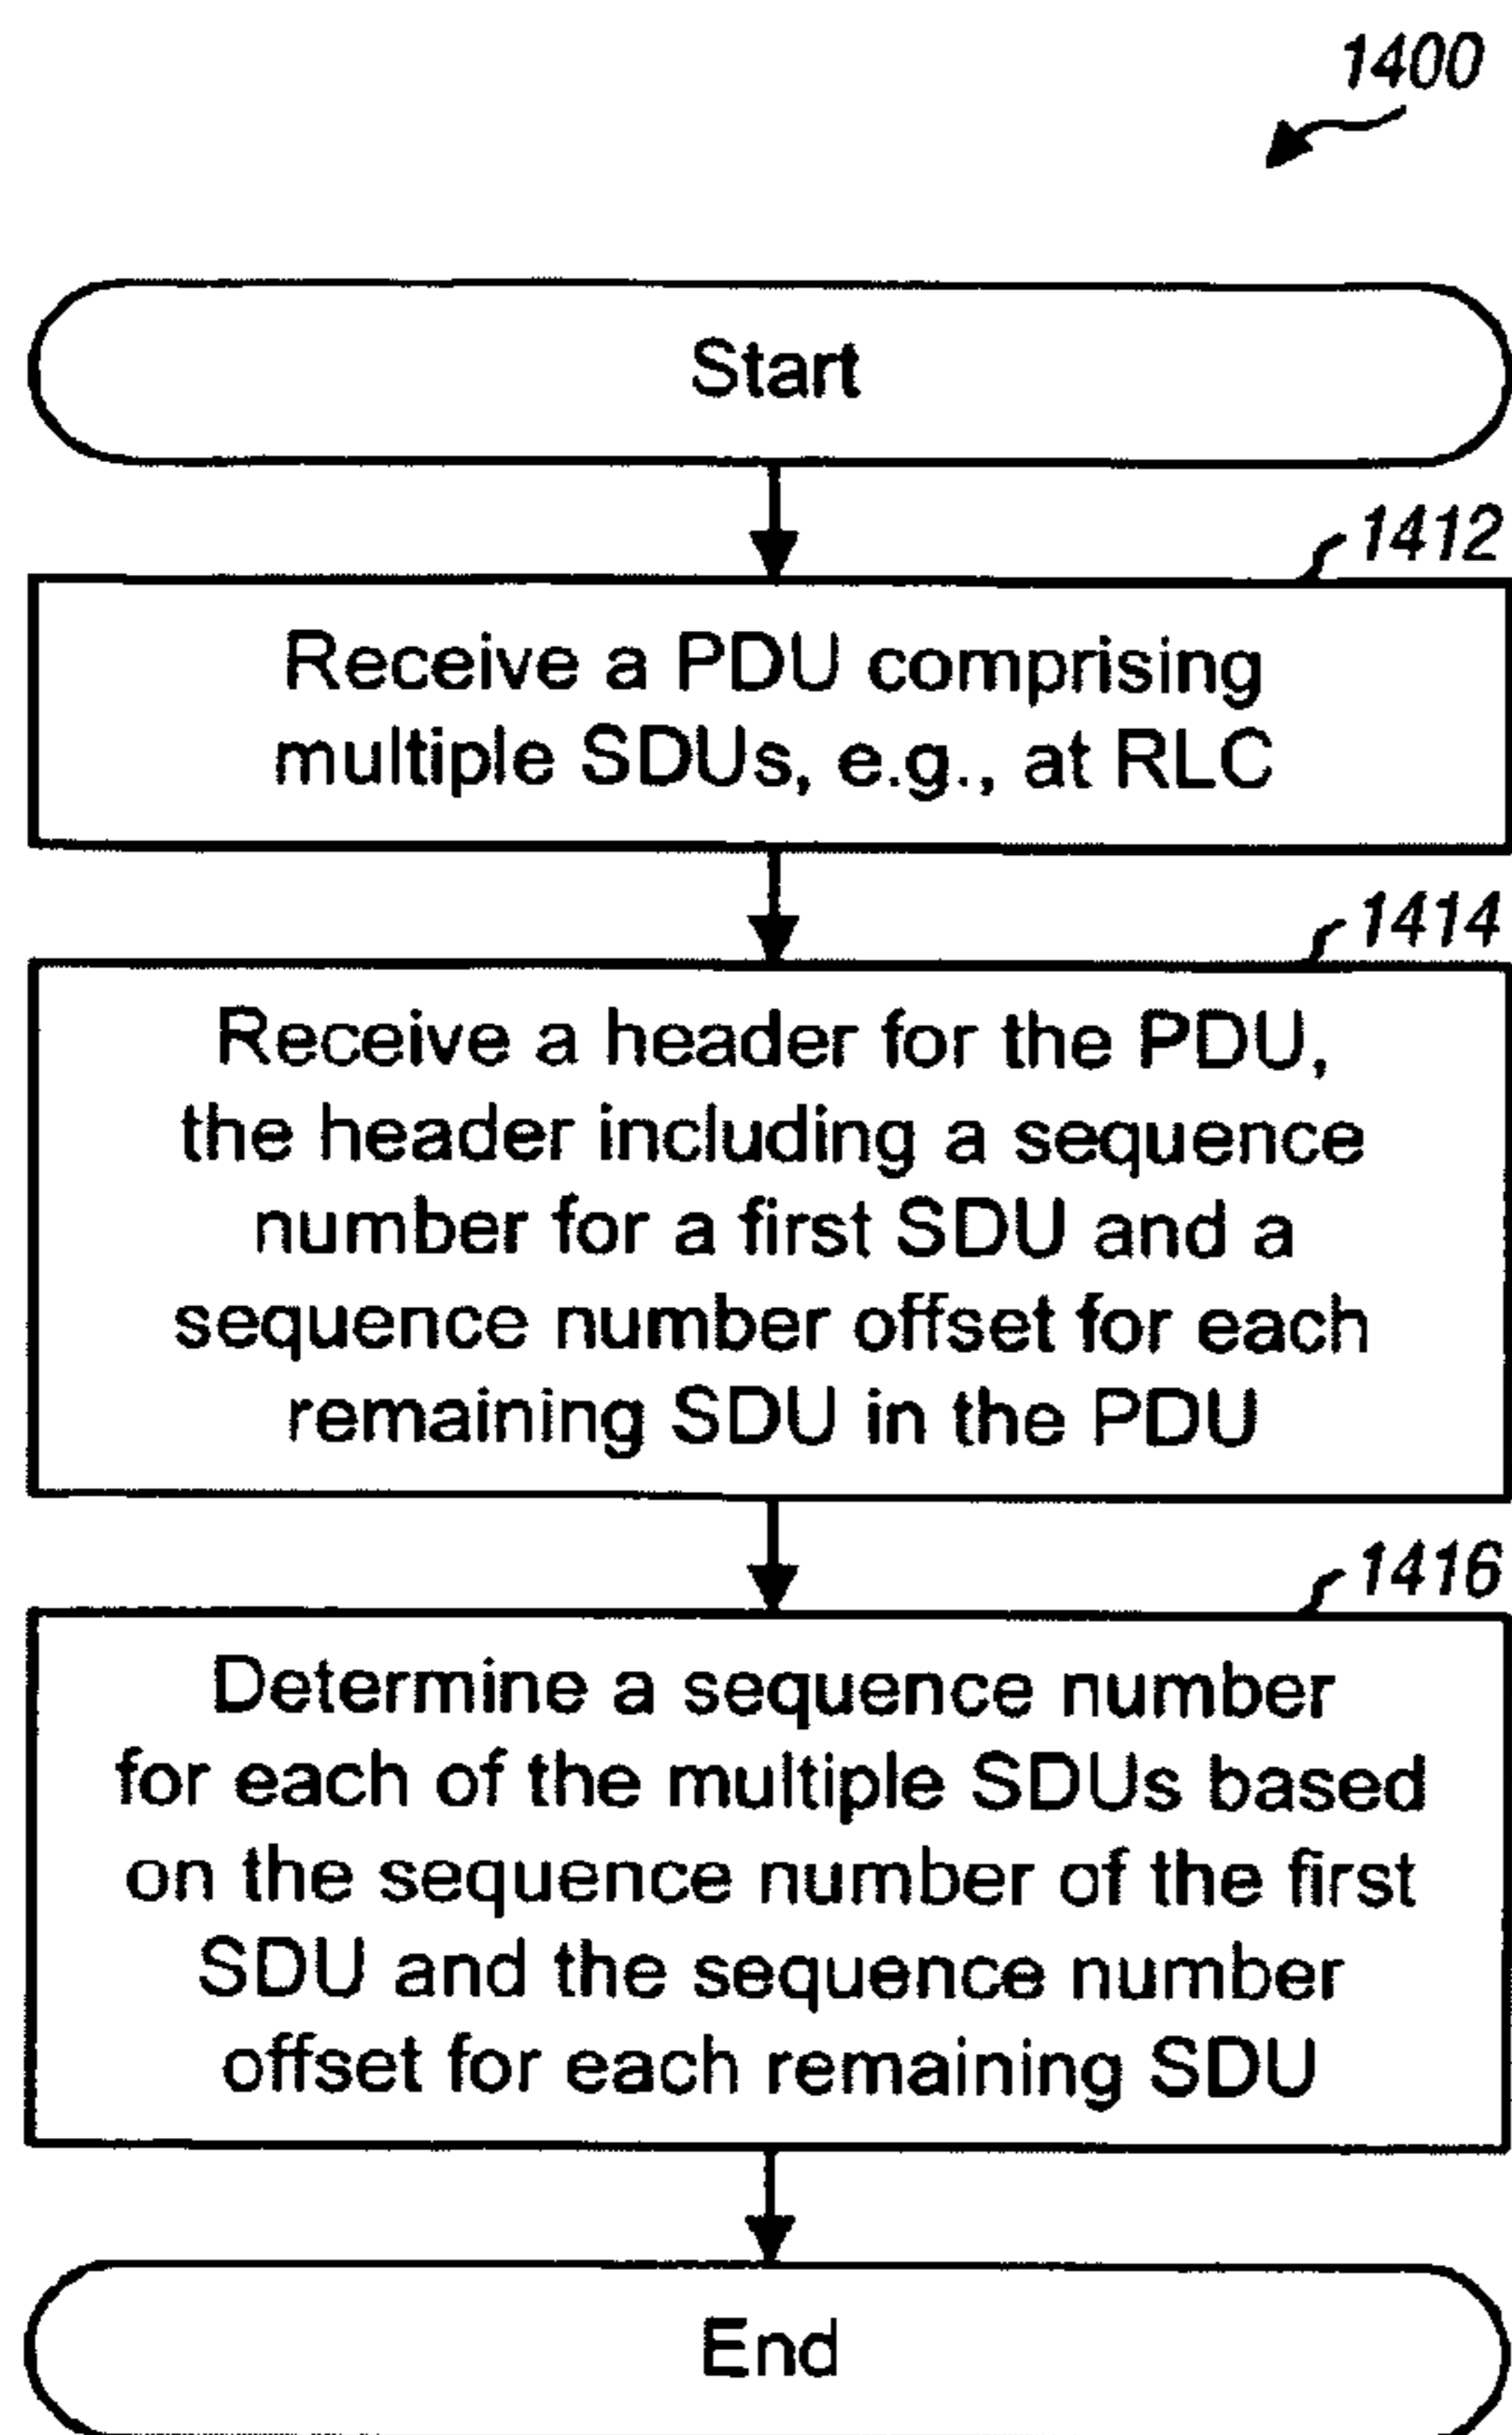 1400
Start
1412
Receive a PDU comprising
multiple SDUs, e.g., at RLC
1414
Receive a header for the PDU,
the header including a sequence
number for a first SDU and a
sequence number offset for each
remaining SDU in the PDU
1416
Determine a sequence number
for each of the multiple SDUs based
on the sequence number of the first
SDU and the sequence number
offset for each remaining SDU
End